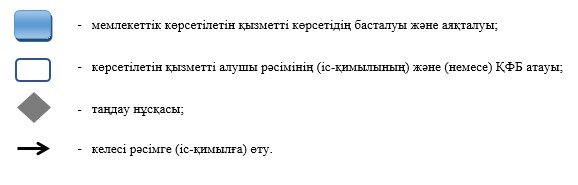 - мемлекеттік көрсетілетін қызметті көрсетідің басталуы және аяқталуы;
- көрсетілетін қызметті алушы рәсімінің (іс-қимылының) және (немесе) ҚФБ атауы;
- таңдау нұсқасы;
- келесі рәсімге (іс-қимылға) өту.